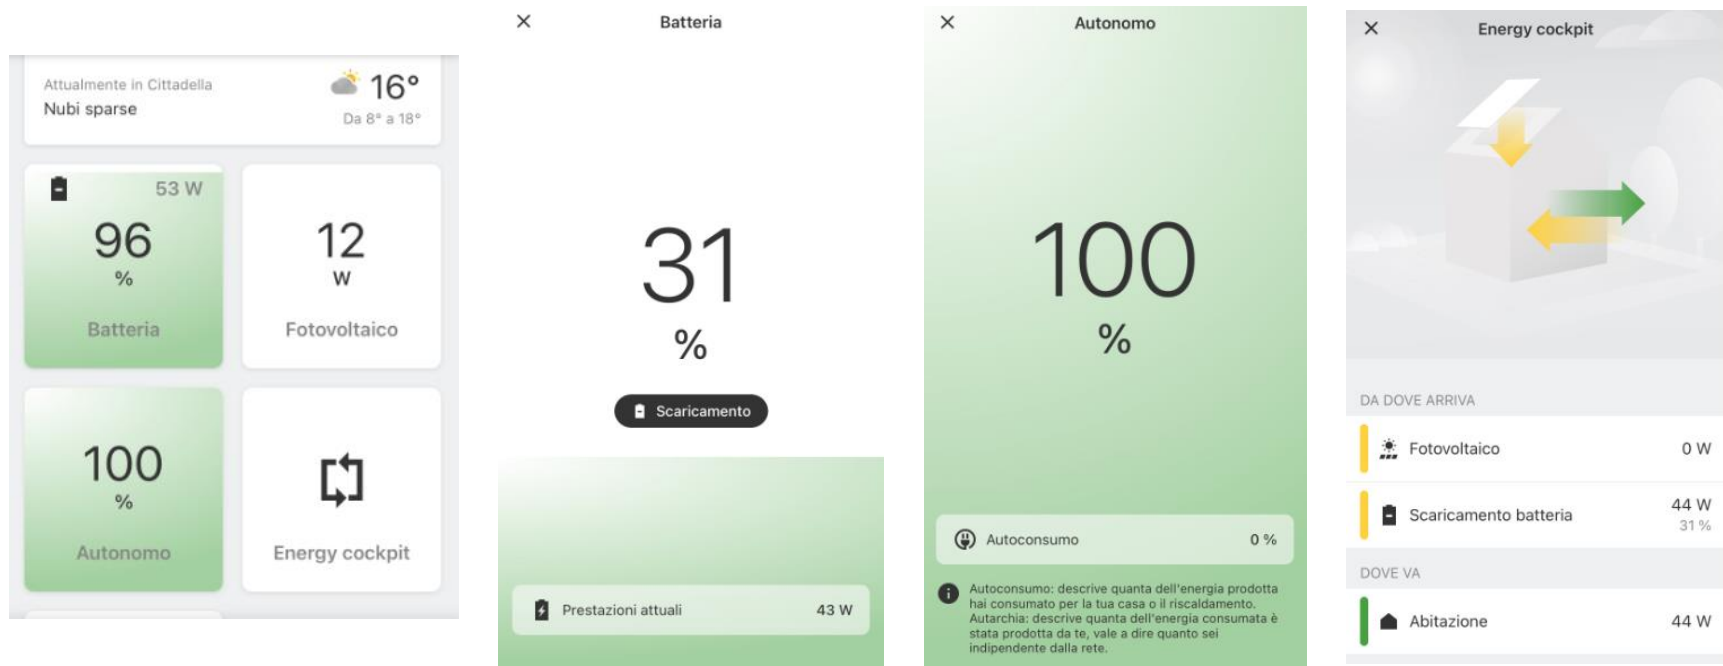 Attualmente in Cittadella
Nubi sparse
16°
Da 8° a 18°
53 W
96
%
Batteria
12
W
Fotovoltaico
100
%
Autonomo
Energy cockpit
Batteria
31
%
Scaricamento
Prestazioni attuali 43 W
Autonomo
100
%
Autoconsumo 0 %
Autoconsumo: descrive quanta dell'energia prodotta
hai consumato per la tua casa o il riscaldamento.
Autarchia: descrive quanta dell'energia consumata è
stata prodotta da te, vale a dire quanto sei
indipendente dalla rete.
Energy cockpit
DA DOVE ARRIVA
Fotovoltaico 0 W
Scaricamento batteria 44 W
31 %
DOVE VA
Abitazione 44 W